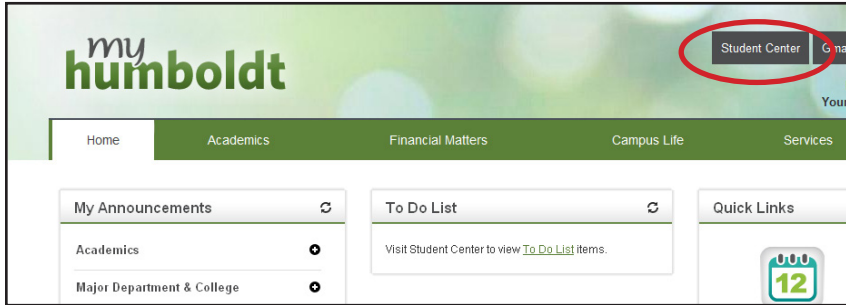 my
humboldt
Student Center
Your
Home Academics Financial Matters Campus Life Services
My Announcements To Do List Quick Links
Academics Visit Student Center to view To Do List items.
Major Department & College
12